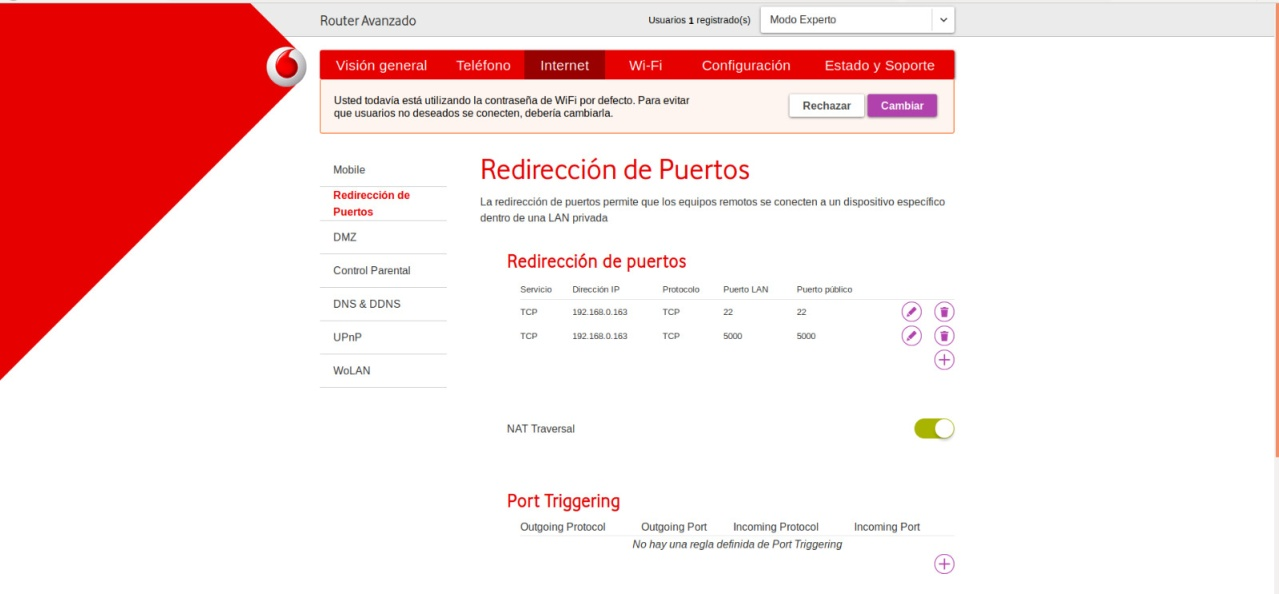 Router Avanzado
Usuarios 1 registrado(s)
Modo Experto
Visión general
Teléfono
Internet
Wi-Fi
Configuración
Estado y Soporte
Usted todavía está utilizando la contraseña de WiFi por defecto. Para evitar
que usuarios no deseados se conecten, debería cambiarla.
Rechazar
Cambiar
Mobile
Redirección de
Puertos
DMZ
Control Parental
DNS & DDNS
UPnP
WoLAN
Redirección de Puertos
La redirección de puertos permite que los equipos remotos se conecten a un dispositivo específico
dentro de una LAN privada
Redirección de puertos
Servicio Dirección IP Protocolo Puerto LAN Puerto público
TCP 192.168.0.163 TCP 22 22
TCP 192.168.0.163 TCP 5000 5000
NAT Traversal
Port Triggering
Outgoing Protocol Outgoing Port Incoming Protocol Incoming Port
No hay una regla definida de Port Triggering